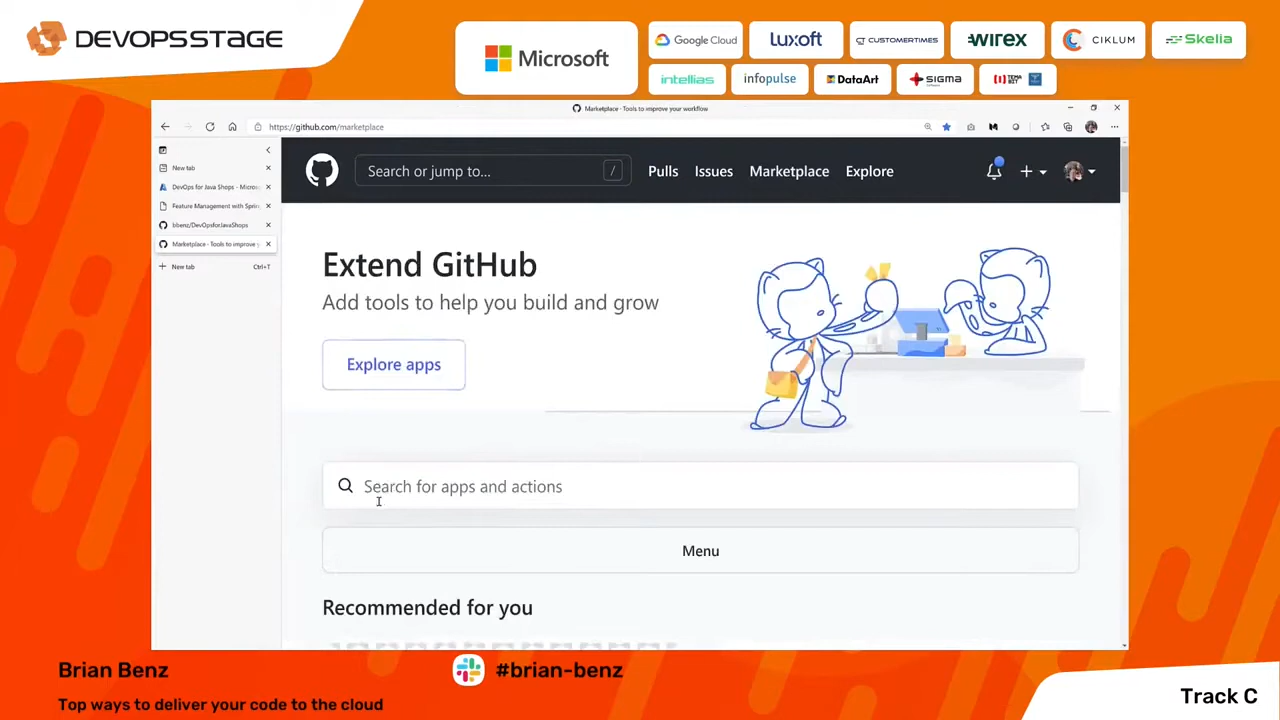 DEVOPSSTAGE
Microsoft
Google Cloud
Luxoft
CUSTOMERTIMES
WIREX
CIKLUM
Skelia
intellias
infopulse
DataArt
SIGMA
Marketplace - Tools to improve your workflow
https://github.com/marketplace
New tab
DevOps for Java Shops - Micros
Feature Management with Sprin
bbenz/DevOpsforJavaShops
Marketplace - Tools to improve y
New tab Ctrl+T
Search or jump to... /
Pulls Issues Marketplace Explore
Extend GitHub
Add tools to help you build and grow
Explore apps
Search for apps and actions
Menu
Recommended for you
Brian Benz
#brian-benz
Top ways to deliver your code to the cloud
Track C